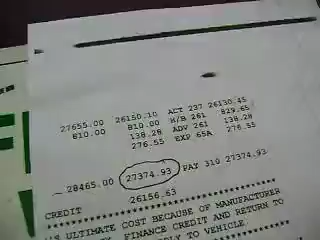 27655.00 26150.10 ACT 237 26130.45
810.00 810.00 H/B 261 829.65
138.28 ADV 261 138.28
276.55 EXP 65A 276.55
28465.00 27374.93 PAY 310 27374.93
CREDIT 26156.63
****************************
ULTIMATE COST BECAUSE OF MANUFACTURER
FINANCE CREDIT AND RETURN TO
TO VEHICLE